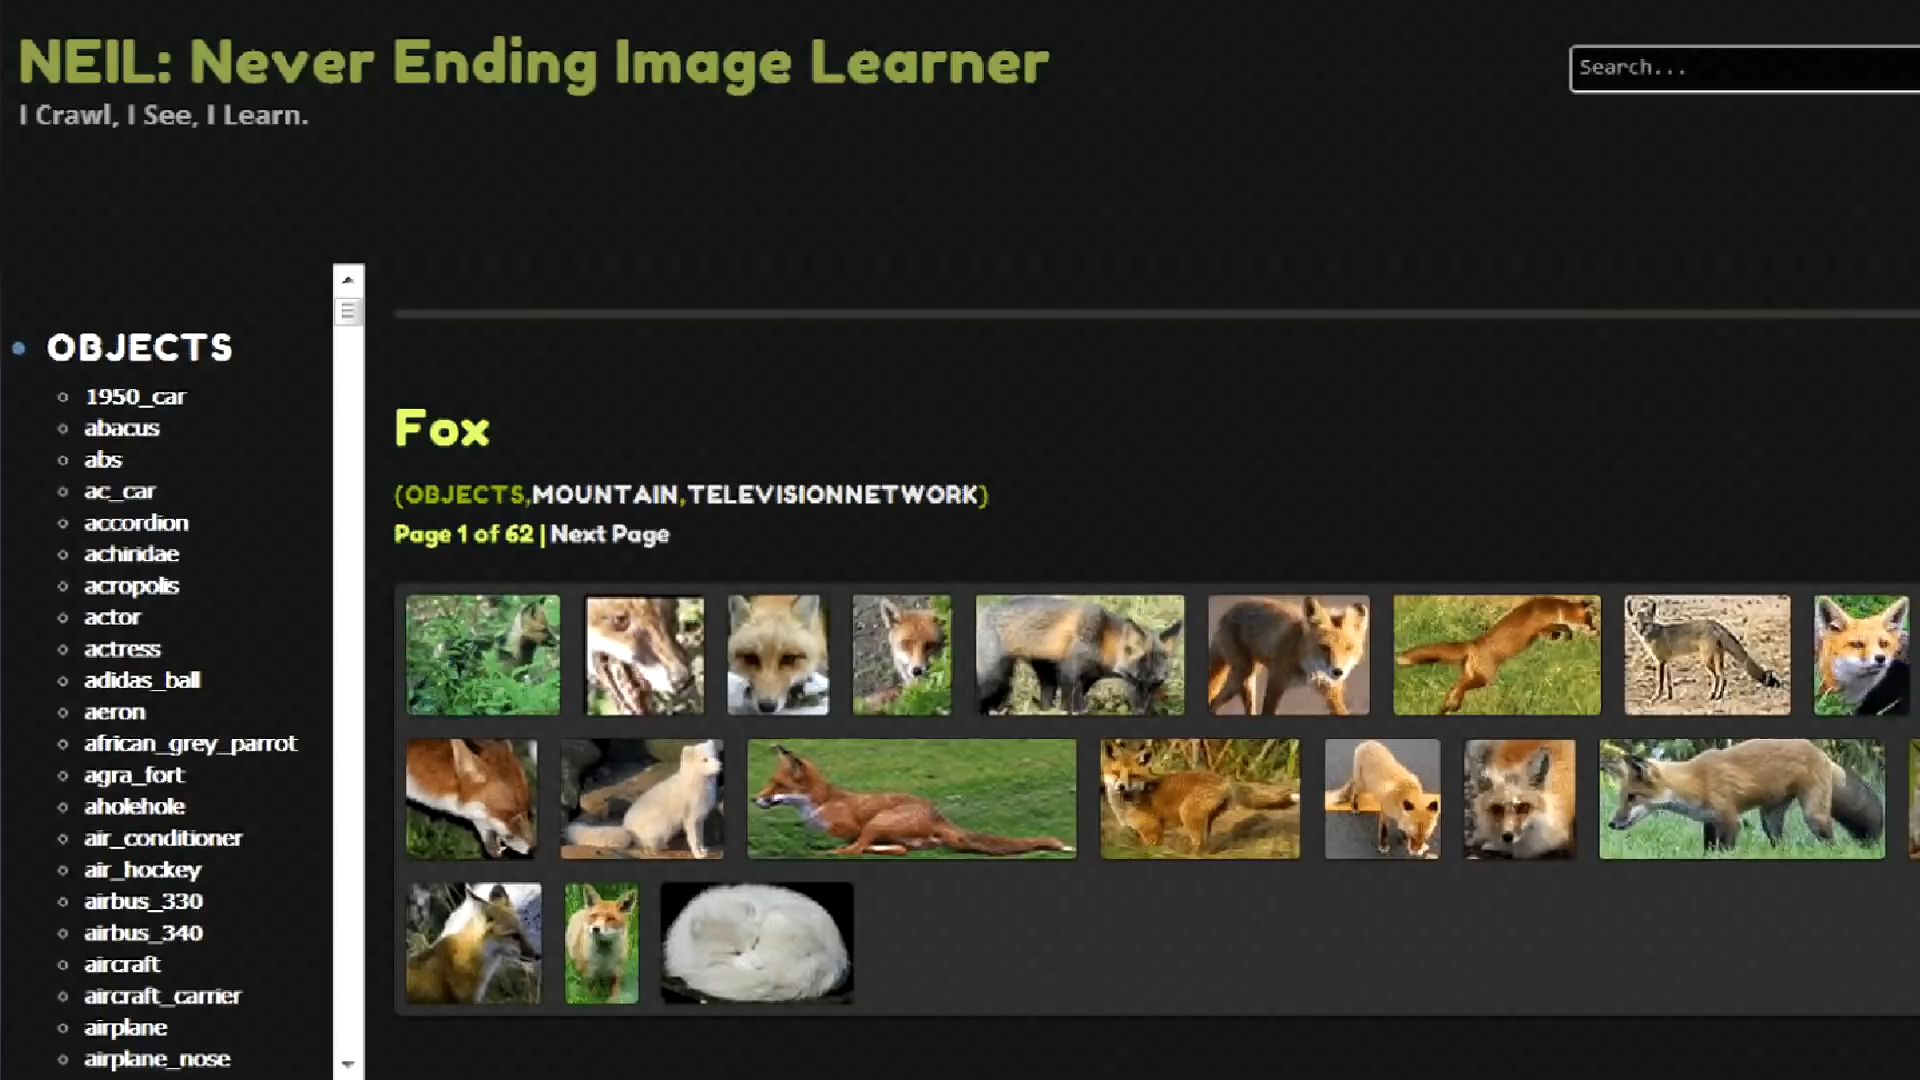 NEIL: Never Ending Image Learner
I Crawl, I See, I Learn.
Search...
OBJECTS
1950_car
abacus
abs
ac_car
accordion
achiridae
acropolis
actor
actress
adidas_ball
aeron
african_grey_parrot
agra_fort
aholehole
air_conditioner
air_hockey
airbus_330
airbus_340
aircraft
aircraft_carrier
airplane
airplane_nose
Fox
(OBJECTS,MOUNTAIN,TELEVISIONNETWORK)
Page 1 of 62 | Next Page